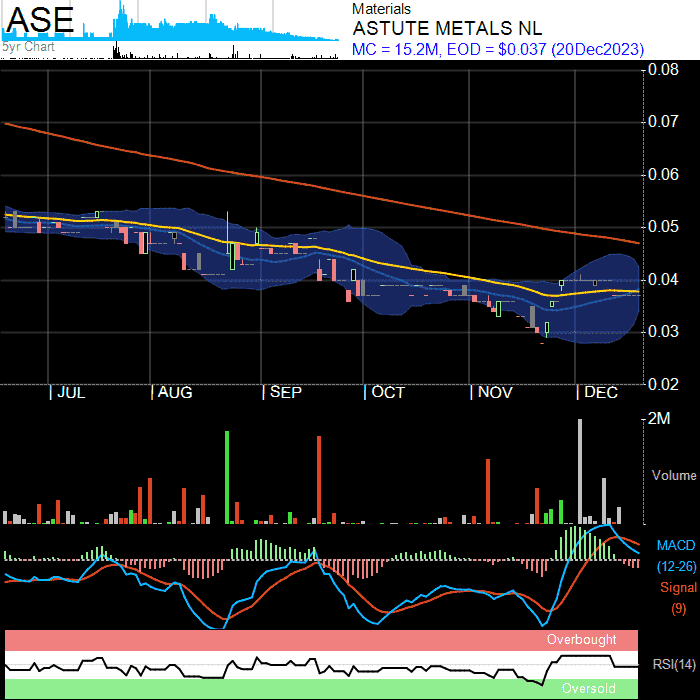 ASE
5yr Chart
Materials
ASTUTE METALS NL
MC = 15.2M, EOD = $0.037 (20Dec2023)
0.08
0.07
0.06
0.05
0.04
0.03
0.02
| JUL | AUG | SEP | OCT | NOV | DEC
2M
Volume
MACD
(12-26)
Signal
(9)
Overbought
RSI(14)
Oversold